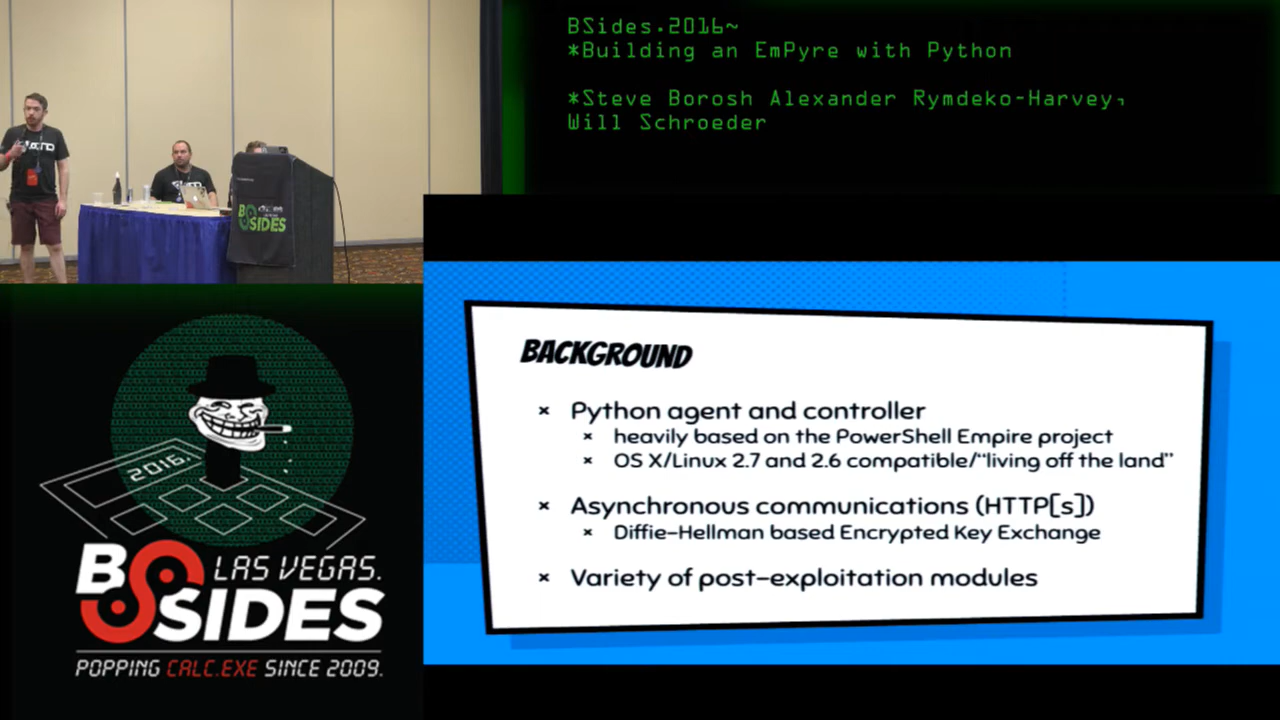 BSides.2016~
*Building an EmPyre with Python
*Steve Borosh Alexander Rymdeko-Harvey,
Will Schroeder
BSIDES
BACKGROUND
× Python agent and controller
× heavily based on the PowerShell Empire project
× OS X/Linux 2.7 and 2.6 compatible/“living off the land”
× Asynchronous communications (HTTP[s])
× Diffie-Hellman based Encrypted Key Exchange
× Variety of post-exploitation modules
2016.
BSIDES
LAS VEGAS.
POPPING CALC.EXE SINCE 2009.